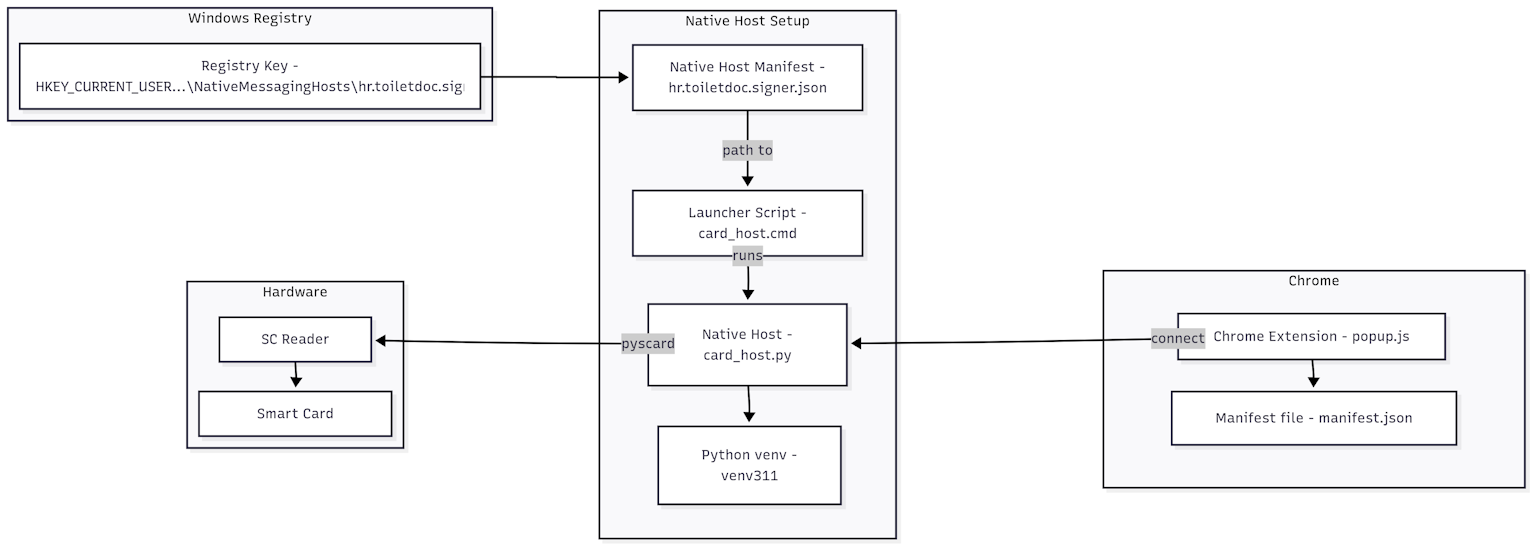 Windows Registry
Registry Key -
HKEY_CURRENT_USER...\NativeMessagingHosts\hr.toiletdoc.sig
Native Host Setup
Native Host Manifest -
hr.toiletdoc.signer.json
path to
Launcher Script -
card_host.cmd
runs
Hardware
SC Reader
Smart Card
pyscard
Native Host -
card_host.py
Python venv -
venv311
Chrome
connect
Chrome Extension - popup.js
Manifest file - manifest.json